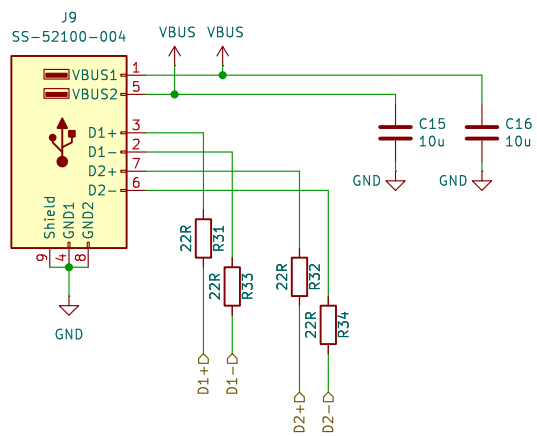 J9
SS-52100-004
VBUS
VBUS
VBUS1
1
VBUS2
5
D1+
3
D1-
2
D2+
7
D2-
6
C15
10u
C16
10u
GND
GND
Shield
GND1
GND2
9
4
8
GND
22R
R31
22R
R33
22R
R32
22R
R34
D1+
D1-
D2+
D2-